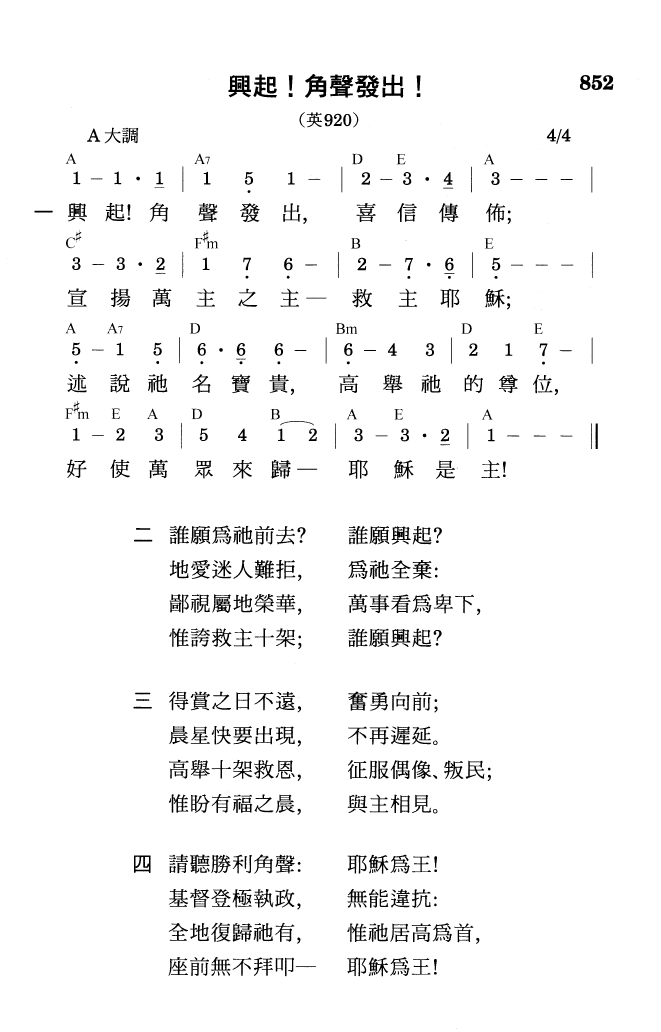 興起！角聲發出！ 852
（英920）
A大調 4/4
A A7 D E A
1 – 1 · 1 | 1 5 1 – | 2 – 3 · 4 | 3 – – – |
一 興起!角聲發出, 喜信傳佈;
C♯ F♯m B E
3 – 3 · 2 | 1 7 6 – | 2 – 7 · 6 | 5 – – – |
宣揚萬主之主— 救主耶穌;
A A7 D Bm D E
5 – 1 5 | 6 · 6 6 – | 6 – 4 3 | 2 1 7 – |
述說祂名寶貴, 高舉祂的尊位,
F♯m E A D B A E A
1 – 2 3 | 5 4 1 2 | 3 – 3 · 2 | 1 – – – ‖
好使萬眾來歸— 耶穌是主!
二 誰願爲祂前去? 誰願興起?
地愛迷人難拒, 爲祂全棄:
鄙視屬地榮華, 萬事看爲卑下,
惟誇救主十架; 誰願興起?
三 得賞之日不遠, 奮勇向前;
晨星快要出現, 不再遲延。
高舉十架救恩, 征服偶像、叛民;
惟盼有福之晨, 與主相見。
四 請聽勝利角聲: 耶穌爲王!
基督登極執政, 無能違抗:
全地復歸祂有, 惟祂居高爲首,
座前無不拜叩— 耶穌爲王!